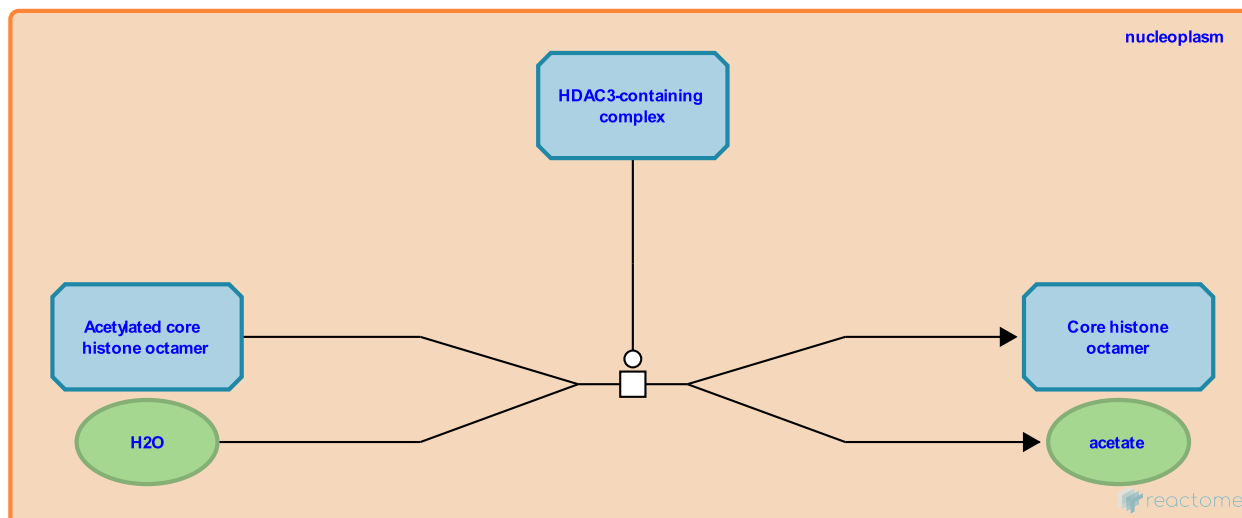 nucleoplasm
HDAC3-containing
complex
Acetylated core
histone octamer
Core histone
octamer
H2O
acetate
reactome